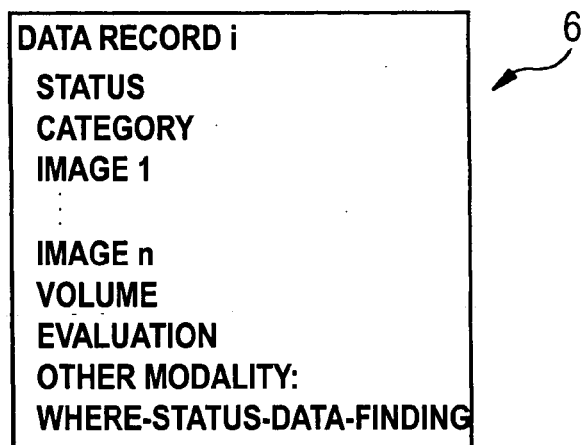 DATA RECORD i
6
STATUS
CATEGORY
IMAGE 1
⋮
IMAGE n
VOLUME
EVALUATION
OTHER MODALITY:
WHERE-STATUS-DATA-FINDING